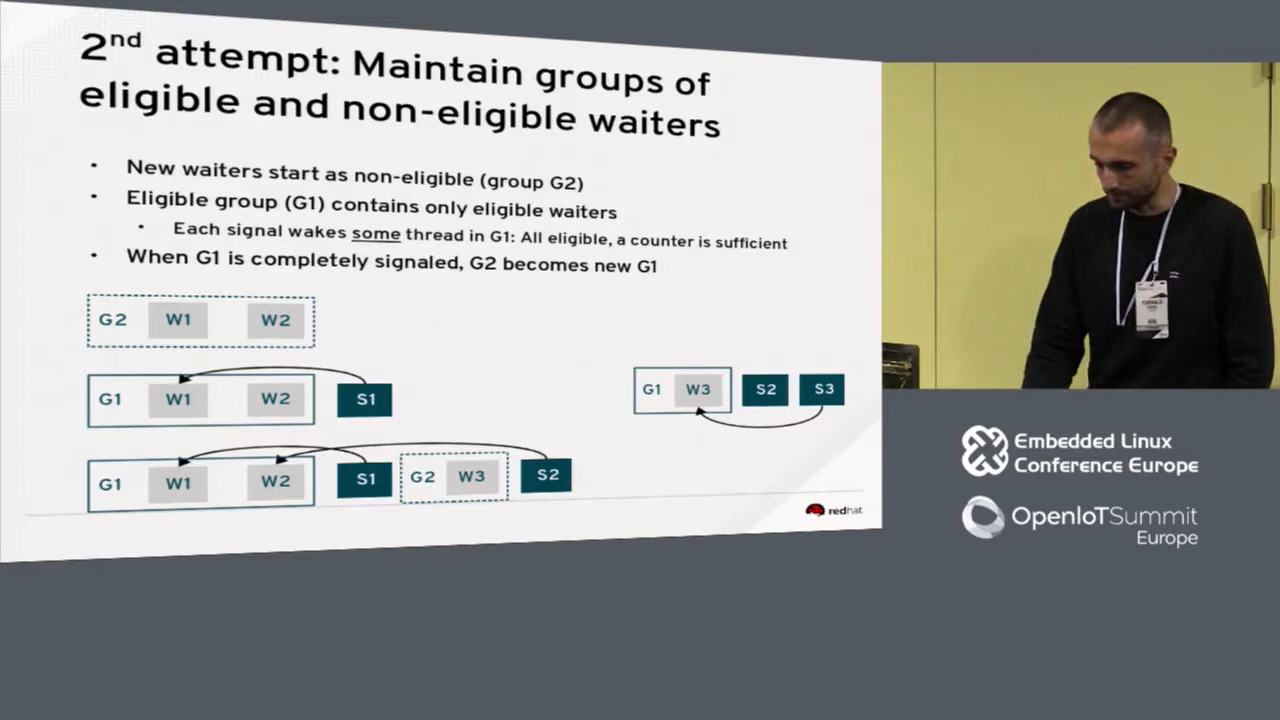 2nd attempt: Maintain groups of
eligible and non-eligible waiters
• New waiters start as non-eligible (group G2)
• Eligible group (G1) contains only eligible waiters
• Each signal wakes some thread in G1: All eligible, a counter is sufficient
• When G1 is completely signaled, G2 becomes new G1
G2 W1 W2
G1 W1 W2 S1
G1 W3 S2 S3
G1 W1 W2 S1 G2 W3 S2
redhat
Embedded Linux
Conference Europe
OpenIoTSummit
Europe